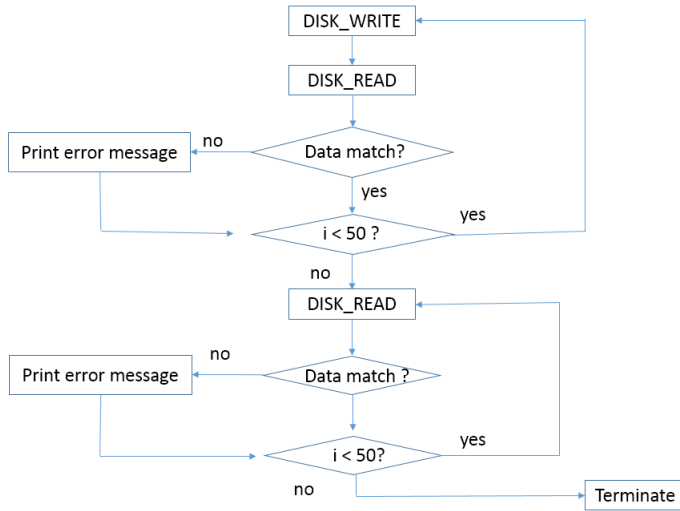 DISK_WRITE
DISK_READ
Data match?
no
Print error message
yes
i < 50 ?
yes
no
DISK_READ
Data match ?
no
Print error message
i < 50?
yes
no
Terminate